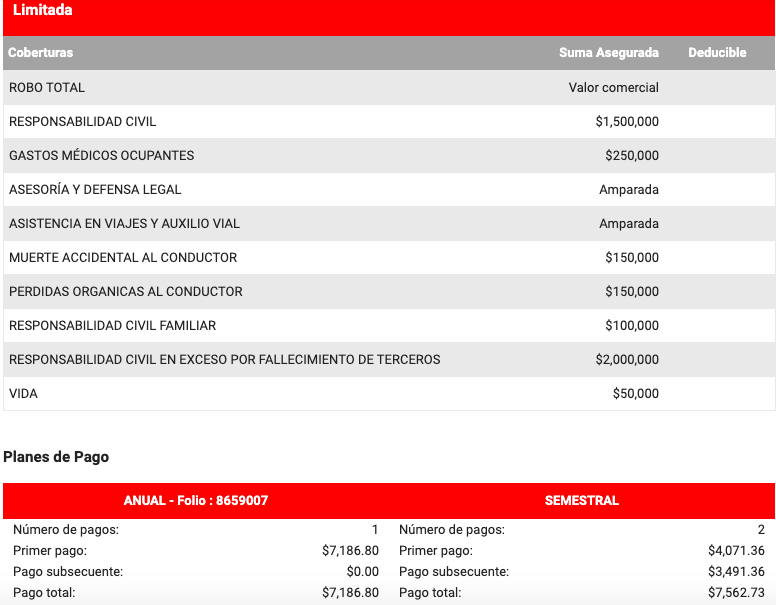 Limitada
Coberturas Suma Asegurada Deducible
ROBO TOTAL Valor comercial
RESPONSABILIDAD CIVIL $1,500,000
GASTOS MÉDICOS OCUPANTES $250,000
ASESORÍA Y DEFENSA LEGAL Amparada
ASISTENCIA EN VIAJES Y AUXILIO VIAL Amparada
MUERTE ACCIDENTAL AL CONDUCTOR $150,000
PERDIDAS ORGANICAS AL CONDUCTOR $150,000
RESPONSABILIDAD CIVIL FAMILIAR $100,000
RESPONSABILIDAD CIVIL EN EXCESO POR FALLECIMIENTO DE TERCEROS $2,000,000
VIDA $50,000
Planes de Pago
ANUAL - Folio : 8659007 SEMESTRAL
Número de pagos: 1 Número de pagos: 2
Primer pago: $7,186.80 Primer pago: $4,071.36
Pago subsecuente: $0.00 Pago subsecuente: $3,491.36
Pago total: $7,186.80 Pago total: $7,562.73